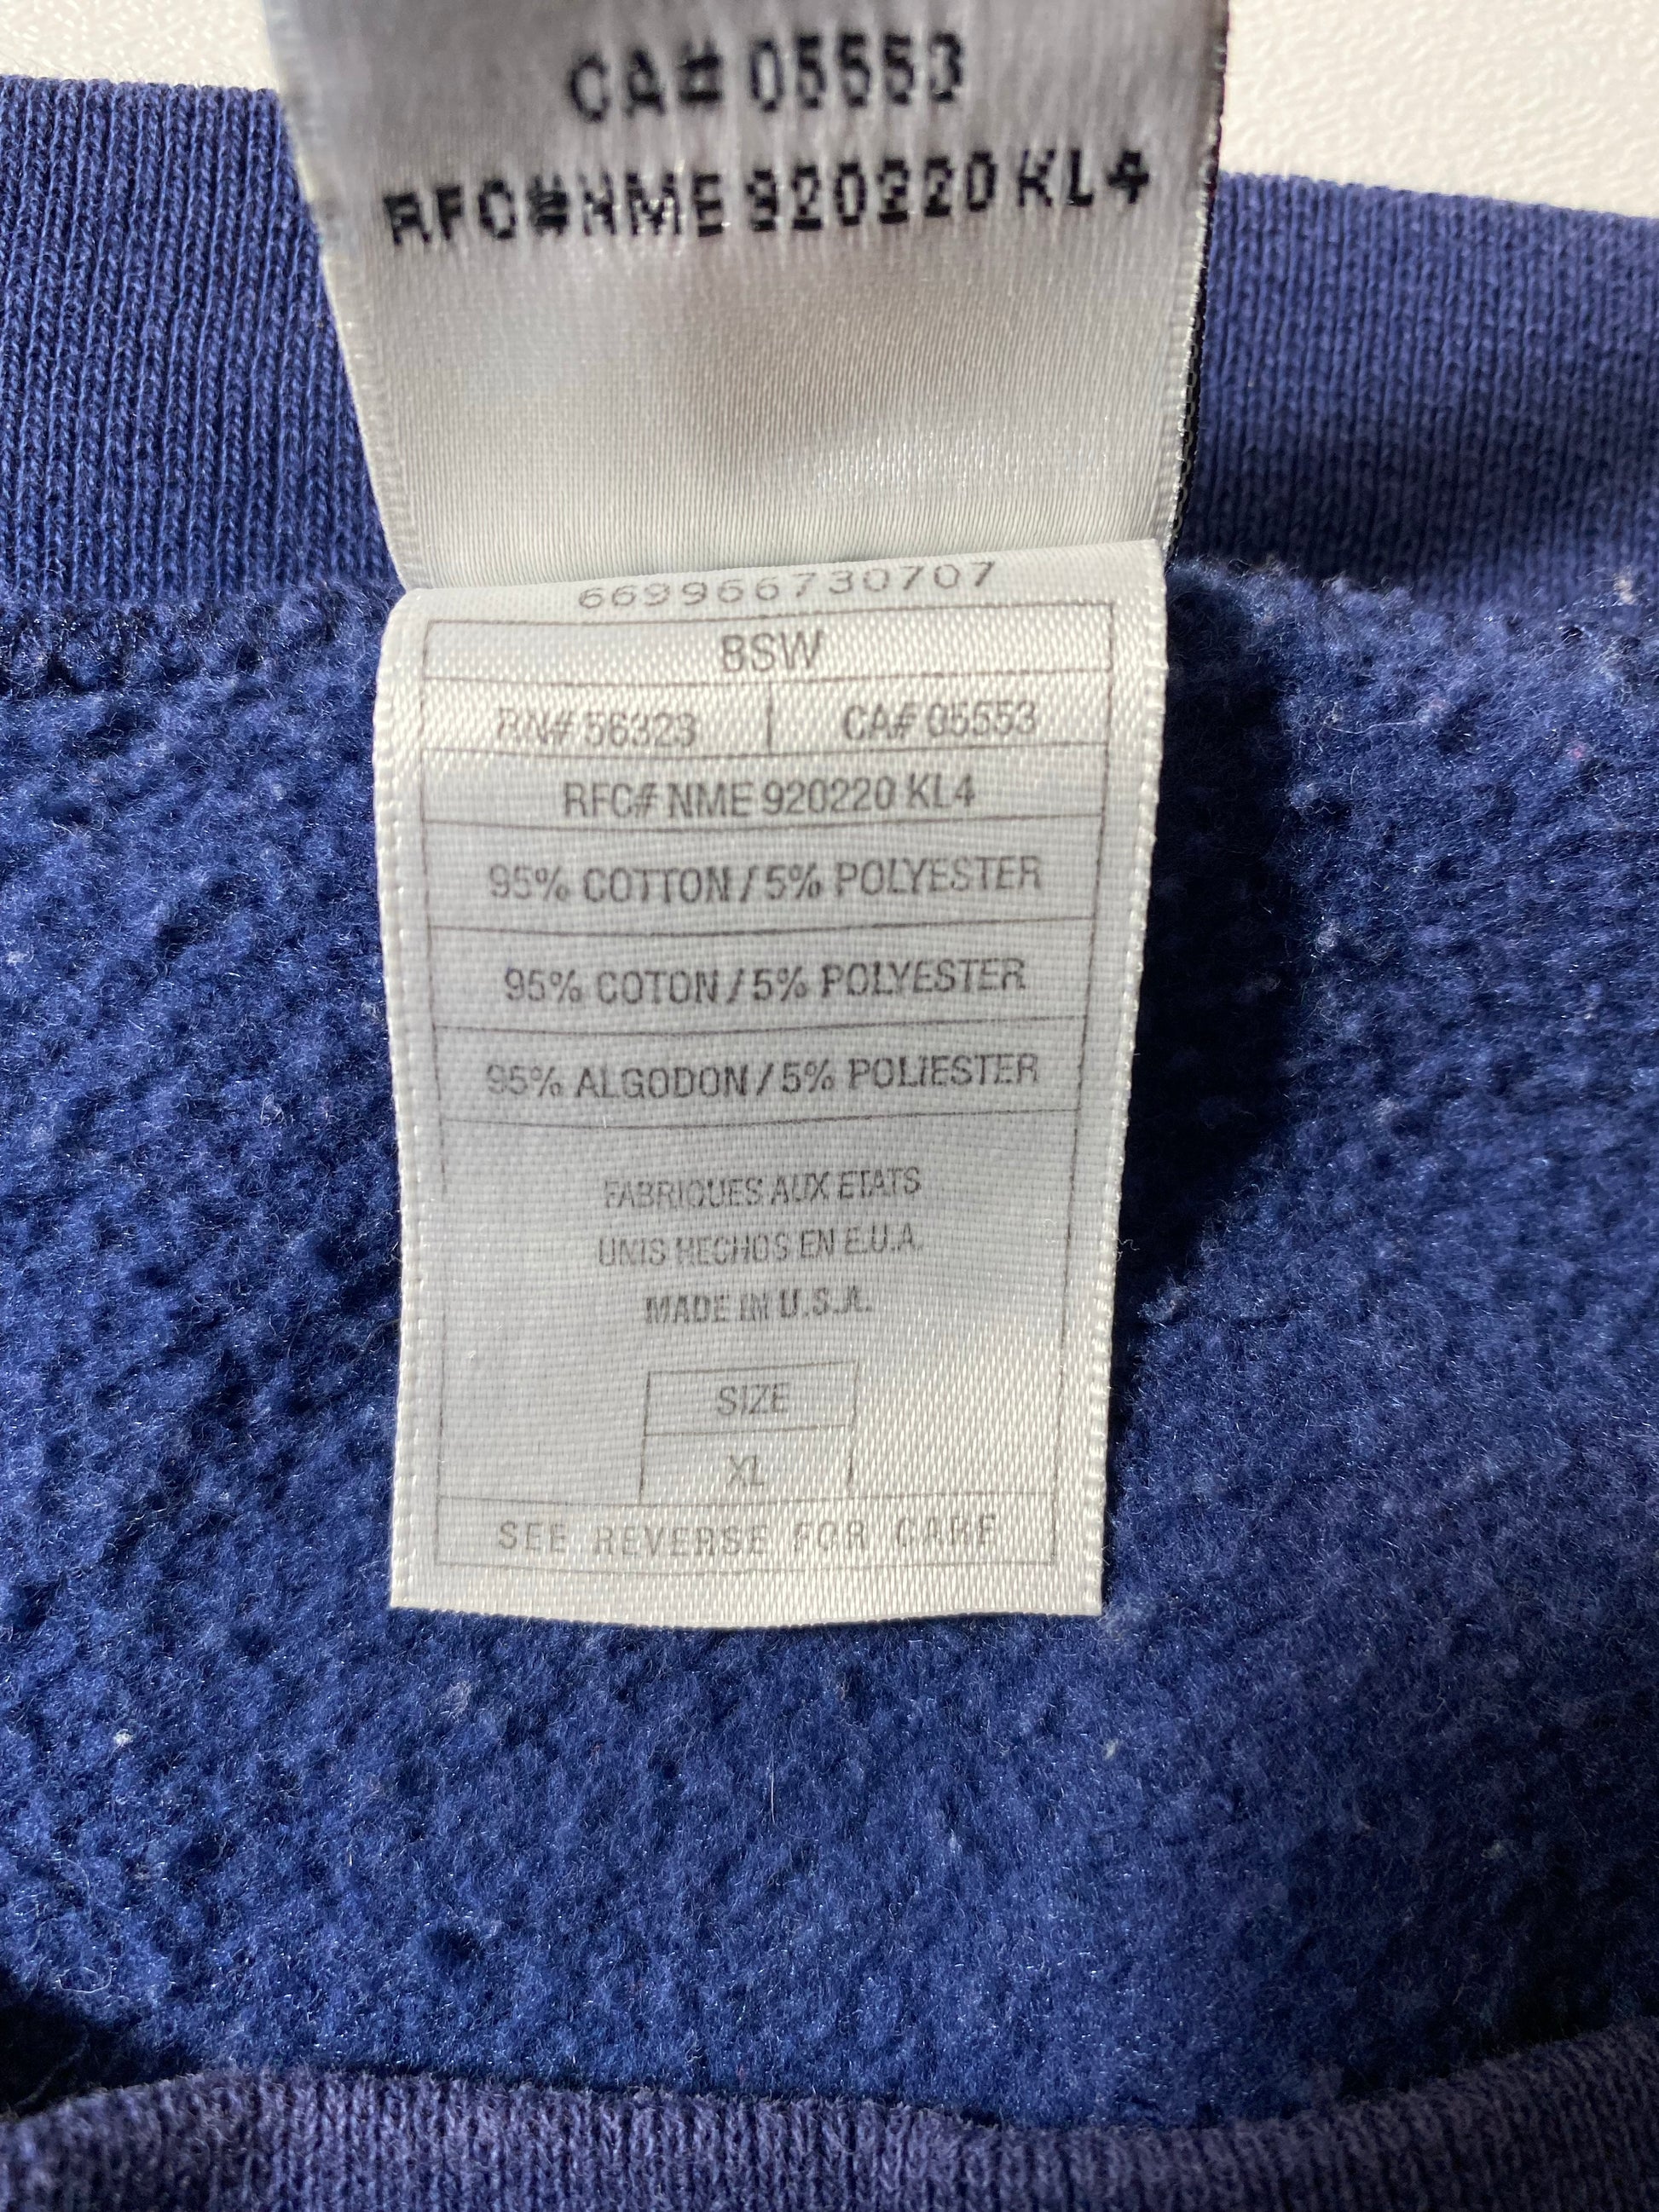 CA# 05553
RFC#NME 920220 KL4
669966730707
BSW
RN# 56323 CA# 05553
RFC# NME 920220 KL4
95% COTTON / 5% POLYESTER
95% COTON / 5% POLYESTER
95% ALGODON / 5% POLIESTER
FABRIQUES AUX ETATS
UNIS HECHOS EN E.U.A.
MADE IN U.S.A.
SIZE
XL
SEE REVERSE FOR CARE